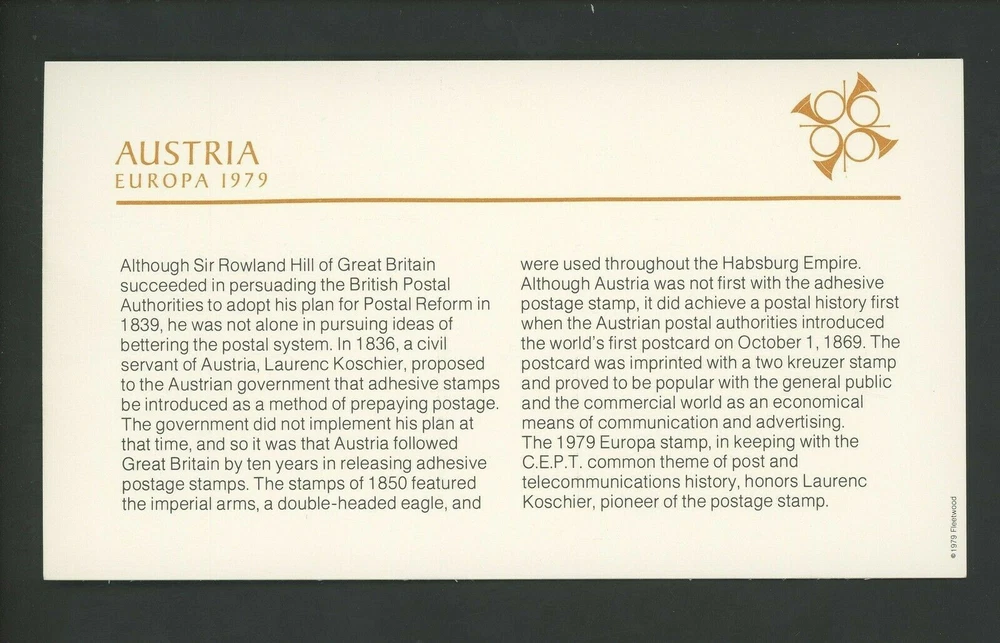 AUSTRIA
EUROPA 1979
Although Sir Rowland Hill of Great Britain
succeeded in persuading the British Postal
Authorities to adopt his plan for Postal Reform in
1839, he was not alone in pursuing ideas of
bettering the postal system. In 1836, a civil
servant of Austria, Laurenc Koschier, proposed
to the Austrian government that adhesive stamps
be introduced as a method of prepaying postage.
The government did not implement his plan at
that time, and so it was that Austria followed
Great Britain by ten years in releasing adhesive
postage stamps. The stamps of 1850 featured
the imperial arms, a double-headed eagle, and
were used throughout the Habsburg Empire.
Although Austria was not first with the adhesive
postage stamp, it did achieve a postal history first
when the Austrian postal authorities introduced
the world's first postcard on October 1, 1869. The
postcard was imprinted with a two kreuzer stamp
and proved to be popular with the general public
and the commercial world as an economical
means of communication and advertising.
The 1979 Europa stamp, in keeping with the
C.E.P.T. common theme of post and
telecommunications history, honors Laurenc
Koschier, pioneer of the postage stamp.
© 1979 Fleetwood